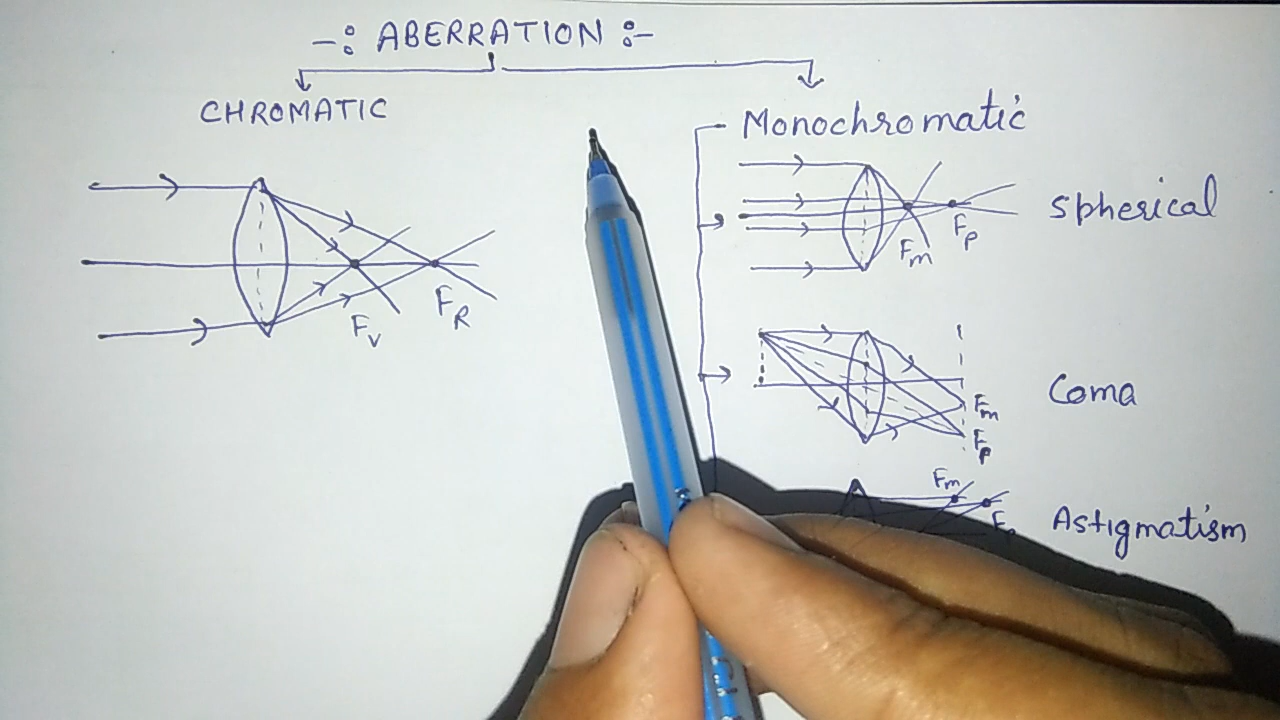 -: ABERRATION :-
CHROMATIC
Monochromatic
Spherical
Fm
Fp
Fv
FR
Coma
Fm
Fp
Fm
Astigmatism